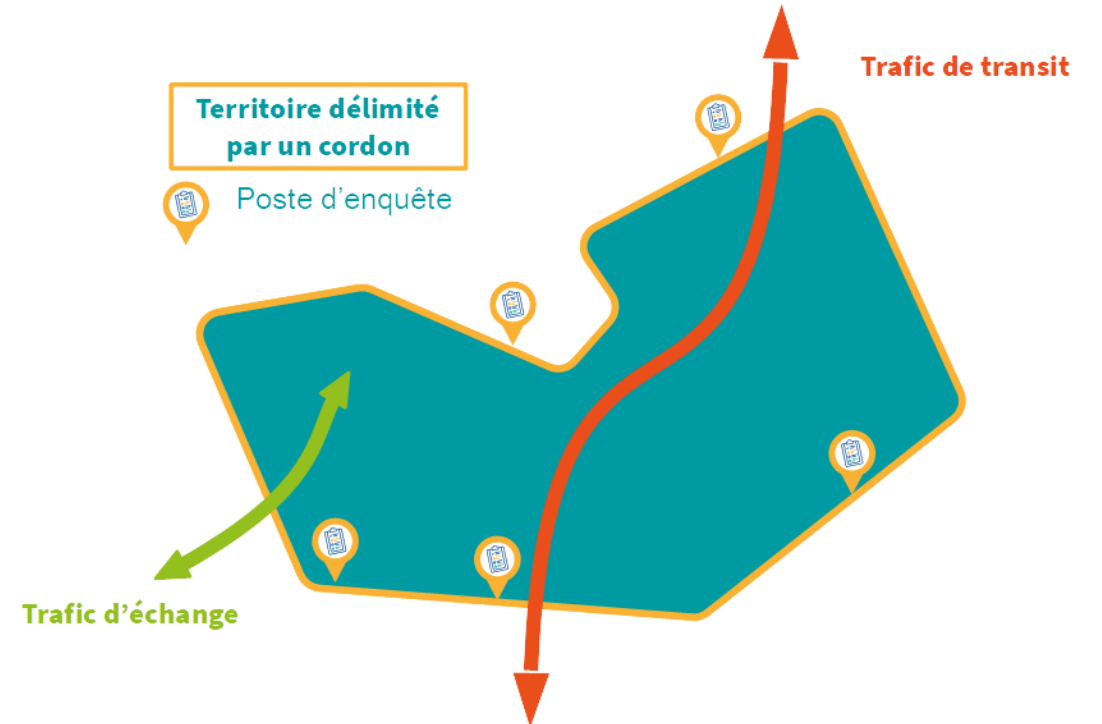 Trafic de transit
Territoire délimité
par un cordon
Poste d'enquête
Trafic d'échange